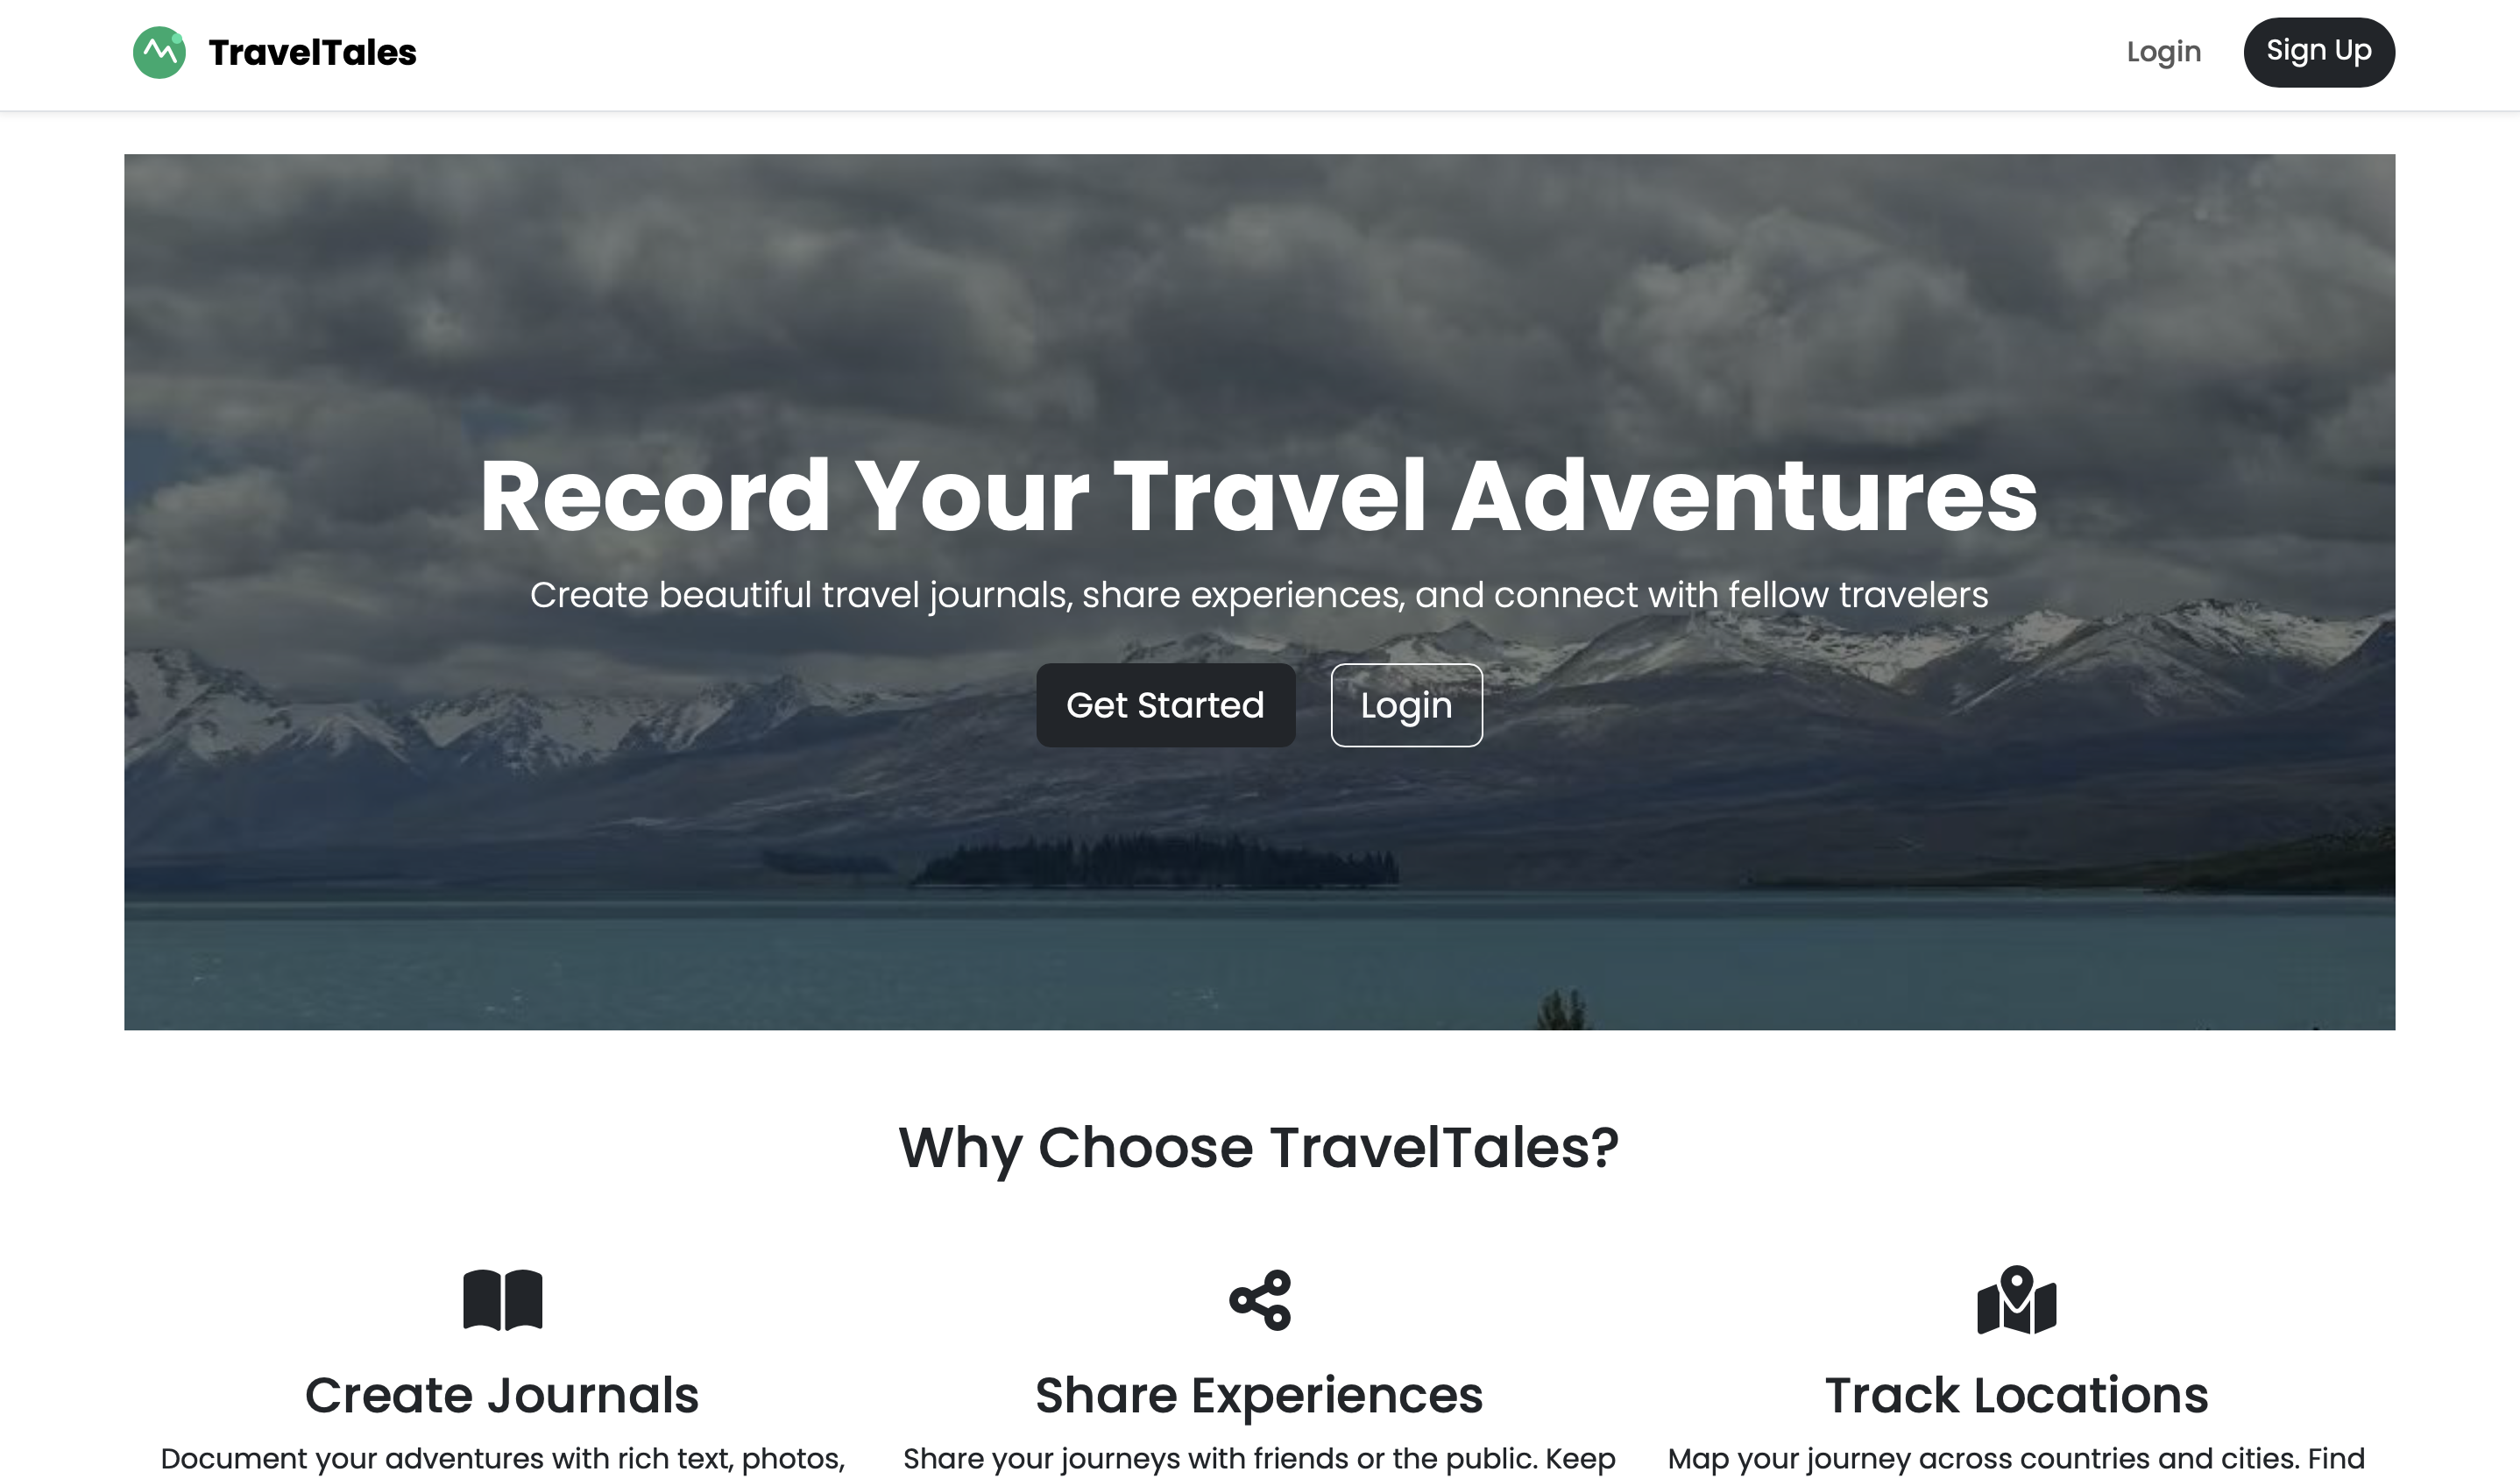 TravelTales
Login
Sign Up
Record Your Travel Adventures
Create beautiful travel journals, share experiences, and connect with fellow travelers
Get Started
Login
Why Choose TravelTales?
Create Journals
Document your adventures with rich text, photos,
Share Experiences
Share your journeys with friends or the public. Keep
Track Locations
Map your journey across countries and cities. Find